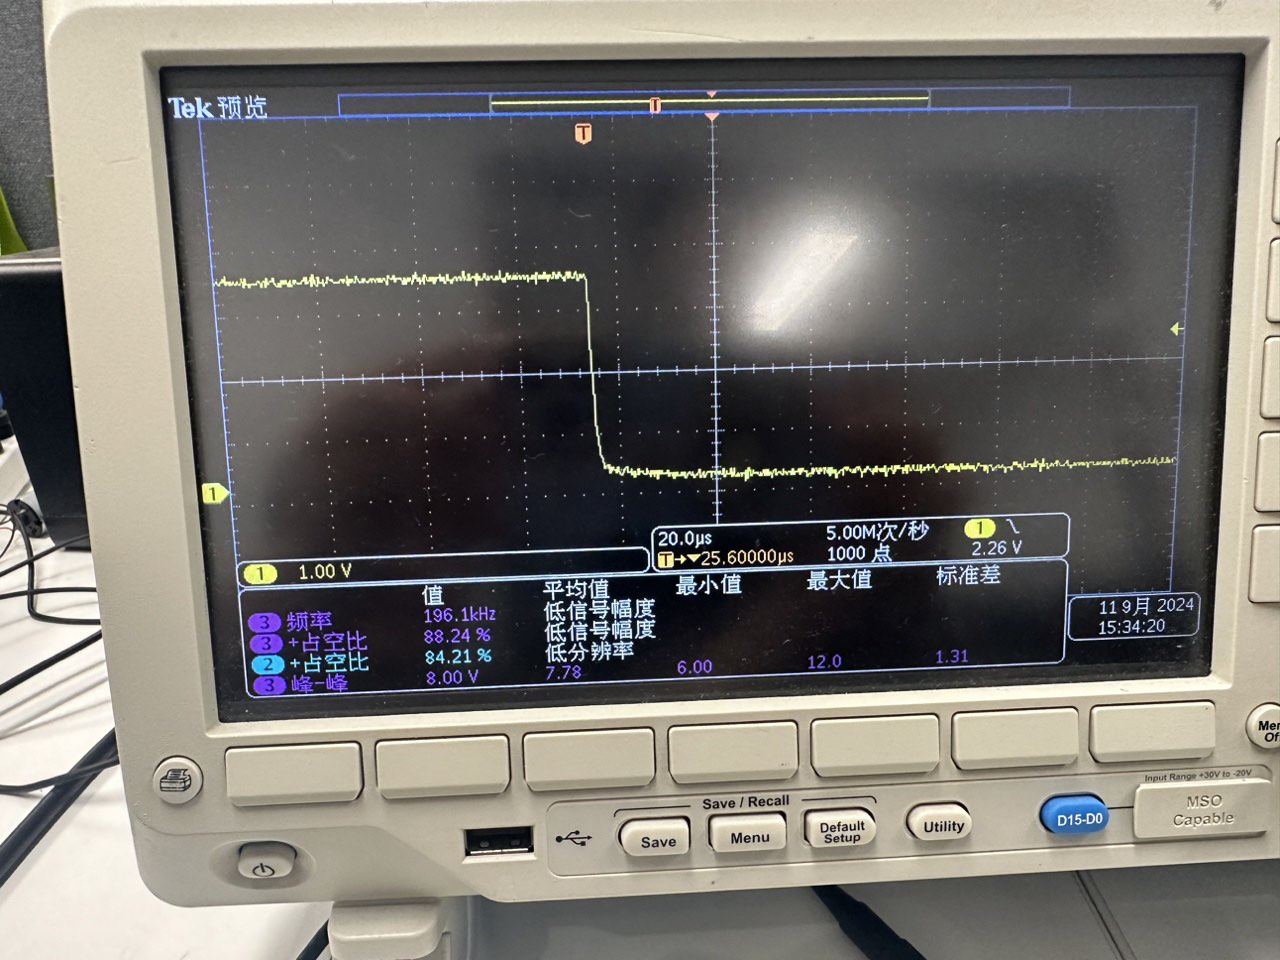 Tek 预览
T
T
1
20.0μs
5.00M次/秒
1
T→▼25.60000μs
1000 点
2.26 V
1 1.00 V
值 平均值 最小值 最大值 标准差
3 频率 196.1kHz 低信号幅度
3 +占空比 88.24 % 低信号幅度
2 +占空比 84.21 % 低分辨率
3 峰-峰 8.00 V 7.78 6.00 12.0 1.31
11 9月 2024
15:34:20
Input Range +30V to -20V
Save / Recall
Save
Menu
Default
Setup
Utility
D15-D0
MSO
Capable